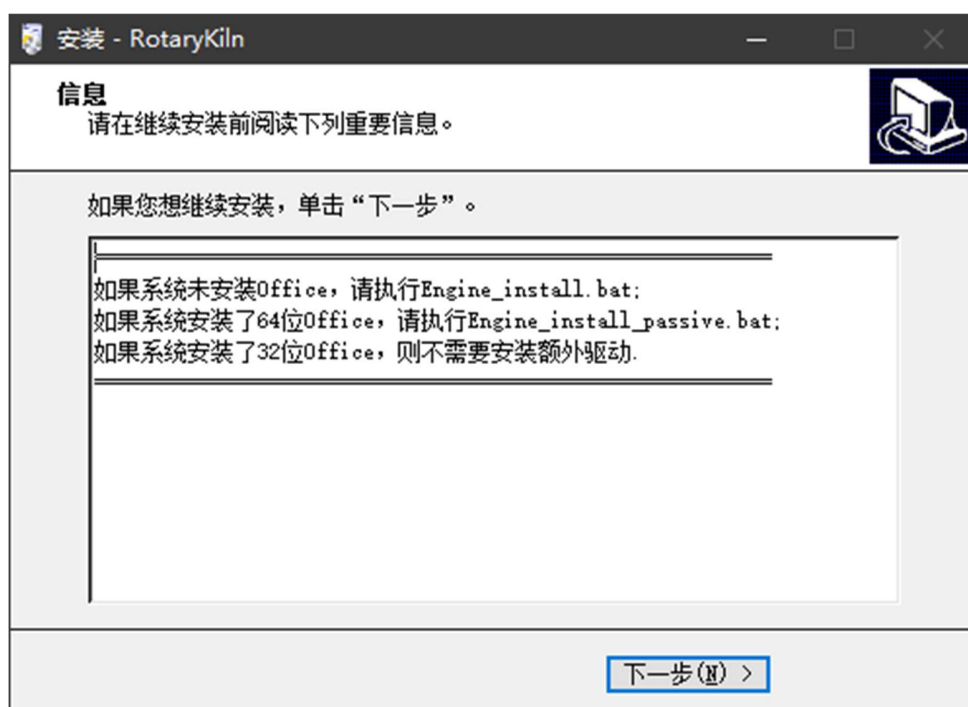 安装 - RotaryKiln
信息
请在继续安装前阅读下列重要信息。
如果您想继续安装，单击“下一步”。
如果系统未安装Office，请执行Engine_install.bat;
如果系统安装了64位Office，请执行Engine_install_passive.bat;
如果系统安装了32位Office，则不需要安装额外驱动.
下一步(N) >